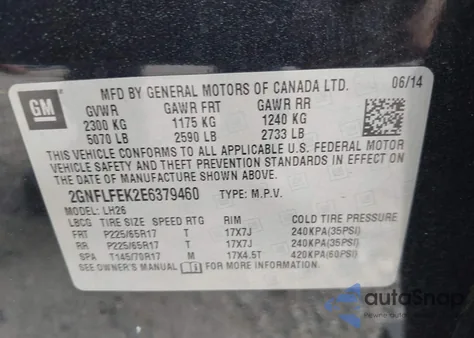 MFD BY GENERAL MOTORS OF CANADA LTD. 06/14
GM
GVWR GAWR FRT GAWR RR
2300 KG 1175 KG 1240 KG
5070 LB 2590 LB 2733 LB
THIS VEHICLE CONFORMS TO ALL APPLICABLE U.S. FEDERAL MOTOR
VEHICLE SAFETY AND THEFT PREVENTION STANDARDS IN EFFECT ON
THE DATE OF MANUFACTURE SHOWN ABOVE.
2GNFLFEK2E6379460 TYPE: M.P.V.
MODEL: LH26
LBCG TIRE SIZE SPEED RTG RIM COLD TIRE PRESSURE
FRT P225/65R17 T 17X7J 240KPA(35PSI)
RR P225/65R17 T 17X7J 240KPA(35PSI)
SPA T145/70R17 M 17X4.5T 420KPA(60PSI)
SEE OWNER'S MANUAL FOR MORE INFORMATION.
autoSnap